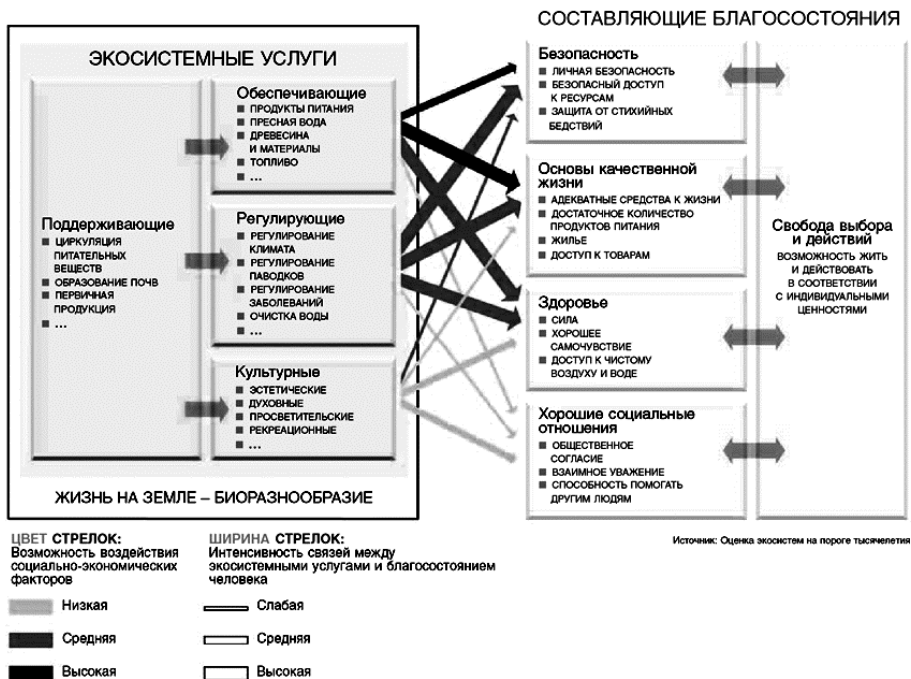 СОСТАВЛЯЮЩИЕ БЛАГОСОСТОЯНИЯ
ЭКОСИСТЕМНЫЕ УСЛУГИ
Поддерживающие
ЦИРКУЛЯЦИЯ
ПИТАТЕЛЬНЫХ
ВЕЩЕСТВ
ОБРАЗОВАНИЕ ПОЧВ
ПЕРВИЧНАЯ
ПРОДУКЦИЯ
...
Обеспечивающие
ПРОДУКТЫ ПИТАНИЯ
ПРЕСНАЯ ВОДА
ДРЕВЕСИНА
И МАТЕРИАЛЫ
ТОПЛИВО
...
Регулирующие
РЕГУЛИРОВАНИЕ
КЛИМАТА
РЕГУЛИРОВАНИЕ
ПАВОДКОВ
РЕГУЛИРОВАНИЕ
ЗАБОЛЕВАНИЙ
ОЧИСТКА ВОДЫ
...
Культурные
ЭСТЕТИЧЕСКИЕ
ДУХОВНЫЕ
ПРОСВЕТИТЕЛЬСКИЕ
РЕКРЕАЦИОННЫЕ
...
ЖИЗНЬ НА ЗЕМЛЕ – БИОРАЗНООБРАЗИЕ
Безопасность
ЛИЧНАЯ БЕЗОПАСНОСТЬ
БЕЗОПАСНЫЙ ДОСТУП
К РЕСУРСАМ
ЗАЩИТА ОТ СТИХИЙНЫХ
БЕДСТВИЙ
Основы качественной
жизни
АДЕКВАТНЫЕ СРЕДСТВА К ЖИЗНИ
ДОСТАТОЧНОЕ КОЛИЧЕСТВО
ПРОДУКТОВ ПИТАНИЯ
ЖИЛЬЕ
ДОСТУП К ТОВАРАМ
Здоровье
СИЛА
ХОРОШЕЕ
САМОЧУВСТВИЕ
ДОСТУП К ЧИСТОМУ
ВОЗДУХУ И ВОДЕ
Хорошие социальные
отношения
ОБЩЕСТВЕННОЕ
СОГЛАСИЕ
ВЗАИМНОЕ УВАЖЕНИЕ
СПОСОБНОСТЬ ПОМОГАТЬ
ДРУГИМ ЛЮДЯМ
Свобода выбора
и действий
ВОЗМОЖНОСТЬ ЖИТЬ
И ДЕЙСТВОВАТЬ
В СООТВЕТСТВИИ
С ИНДИВИДУАЛЬНЫМИ
ЦЕННОСТЯМИ
Источник: Оценка экосистем на пороге тысячелетия
ЦВЕТ СТРЕЛОК:
Возможность воздействия
социально-экономических
факторов
Низкая
Средняя
Высокая
ШИРИНА СТРЕЛОК:
Интенсивность связей между
экосистемными услугами и благосостоянием
человека
Слабая
Средняя
Высокая